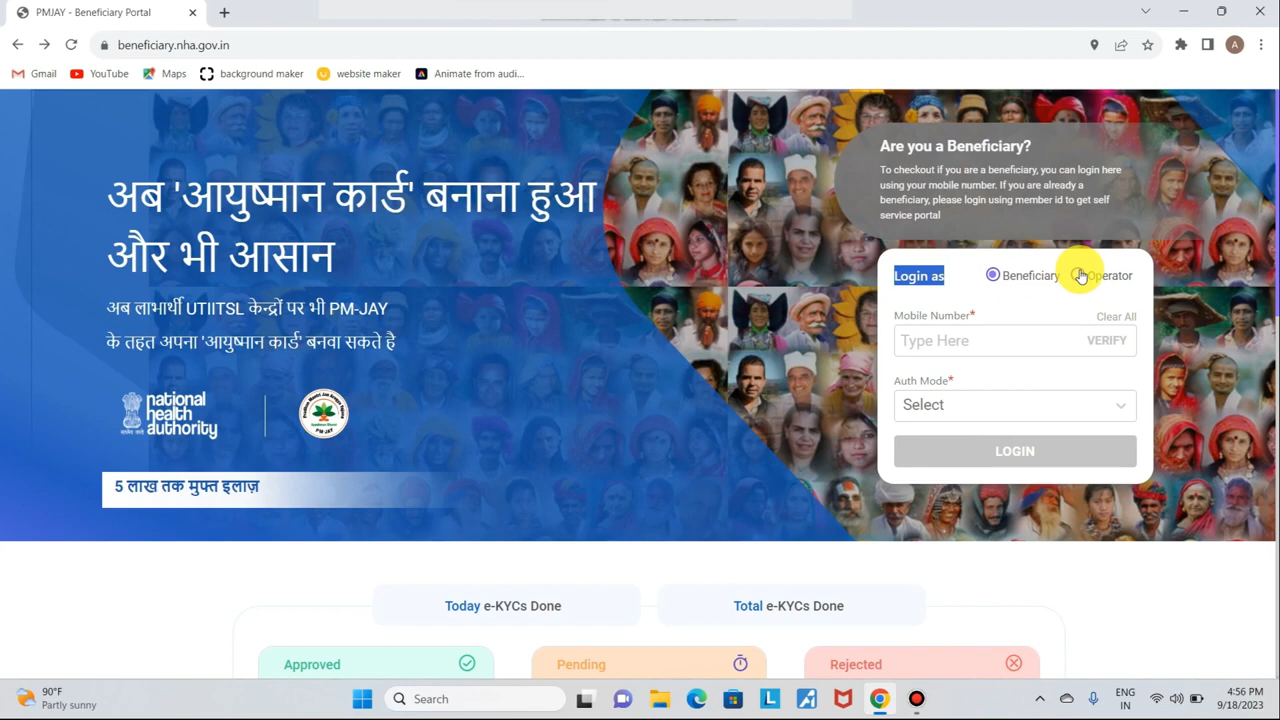 PMJAY - Beneficiary Portal
beneficiary.nha.gov.in
A
Gmail
YouTube
Maps
background maker
website maker
Animate from audi...
अब 'आयुष्मान कार्ड' बनाना हुआ
और भी आसान
अब लाभार्थी UTIITSL केन्द्रों पर भी PM-JAY
के तहत अपना 'आयुष्मान कार्ड' बनवा सकते है
national
health
authority
PM-JAY
5 लाख तक मुफ्त इलाज़
Are you a Beneficiary?
To checkout if you are a beneficiary, you can login here
using your mobile number. If you are already a
beneficiary, please login using member id to get self
service portal
Login as
Beneficiary
Operator
Mobile Number*
Clear All
Type Here
VERIFY
Auth Mode*
Select
LOGIN
Today e-KYCs Done
Total e-KYCs Done
Approved
Pending
Rejected
90°F
Partly sunny
Search
ENG
IN
4:56 PM
9/18/2023